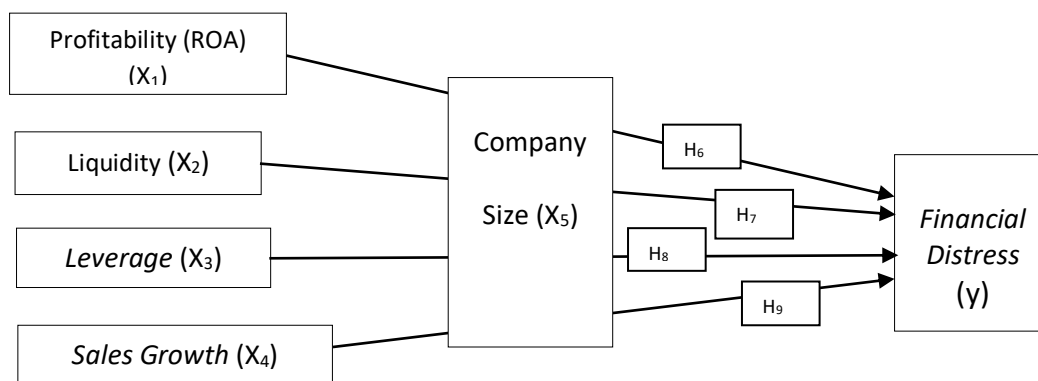 Profitability (ROA)
(X₁)
Liquidity (X₂)
Leverage (X₃)
Sales Growth (X₄)
Company
Size (X₅)
H₆
H₇
H₈
H₉
Financial
Distress
(y)